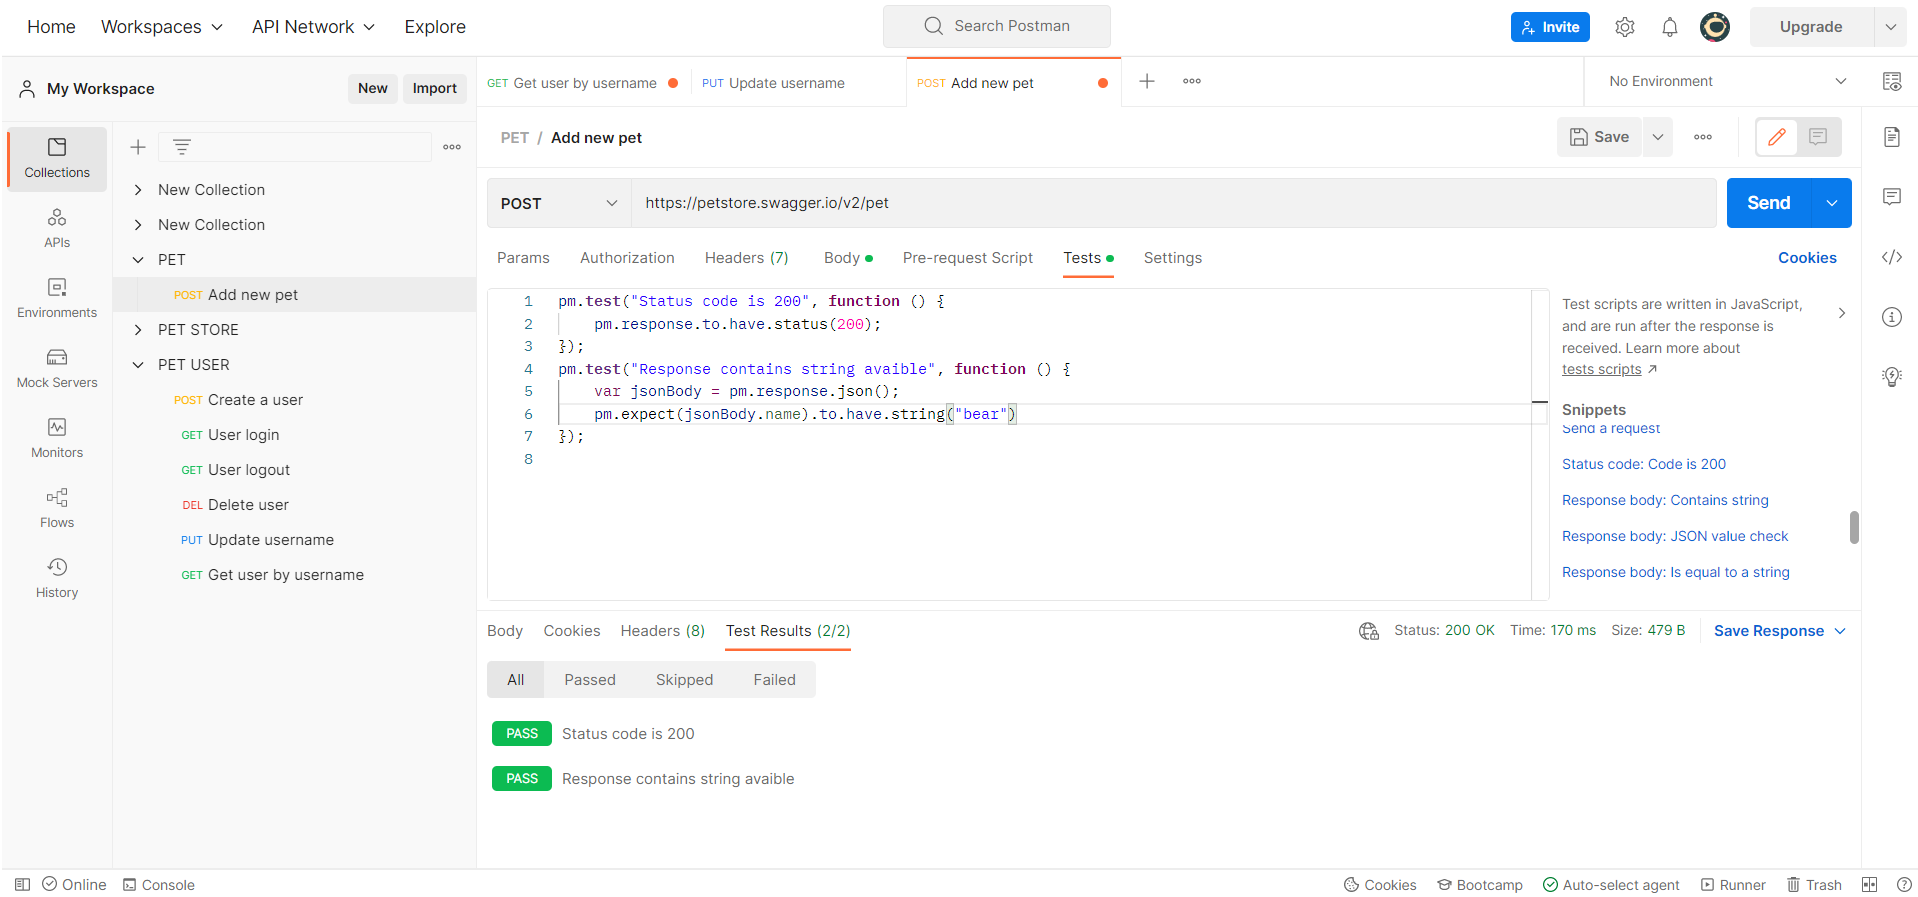 Home Workspaces API Network Explore Search Postman Invite Upgrade
My Workspace New Import
GET Get user by username PUT Update username POST Add new pet No Environment
PET / Add new pet Save
Collections
APIs
Environments
Mock Servers
Monitors
Flows
History
New Collection
New Collection
PET
POST Add new pet
PET STORE
PET USER
POST Create a user
GET User login
GET User logout
DEL Delete user
PUT Update username
GET Get user by username
POST https://petstore.swagger.io/v2/pet Send
Params Authorization Headers (7) Body Pre-request Script Tests Settings Cookies
1 pm.test("Status code is 200", function () {
2 pm.response.to.have.status(200);
3 });
4 pm.test("Response contains string avaible", function () {
5 var jsonBody = pm.response.json();
6 pm.expect(jsonBody.name).to.have.string("bear")
7 });
8
Test scripts are written in JavaScript,
and are run after the response is
received. Learn more about
tests scripts ↗
Snippets
Send a request
Status code: Code is 200
Response body: Contains string
Response body: JSON value check
Response body: Is equal to a string
Body Cookies Headers (8) Test Results (2/2) Status: 200 OK Time: 170 ms Size: 479 B Save Response
All Passed Skipped Failed
PASS Status code is 200
PASS Response contains string avaible
Online Console Cookies Bootcamp Auto-select agent Runner Trash